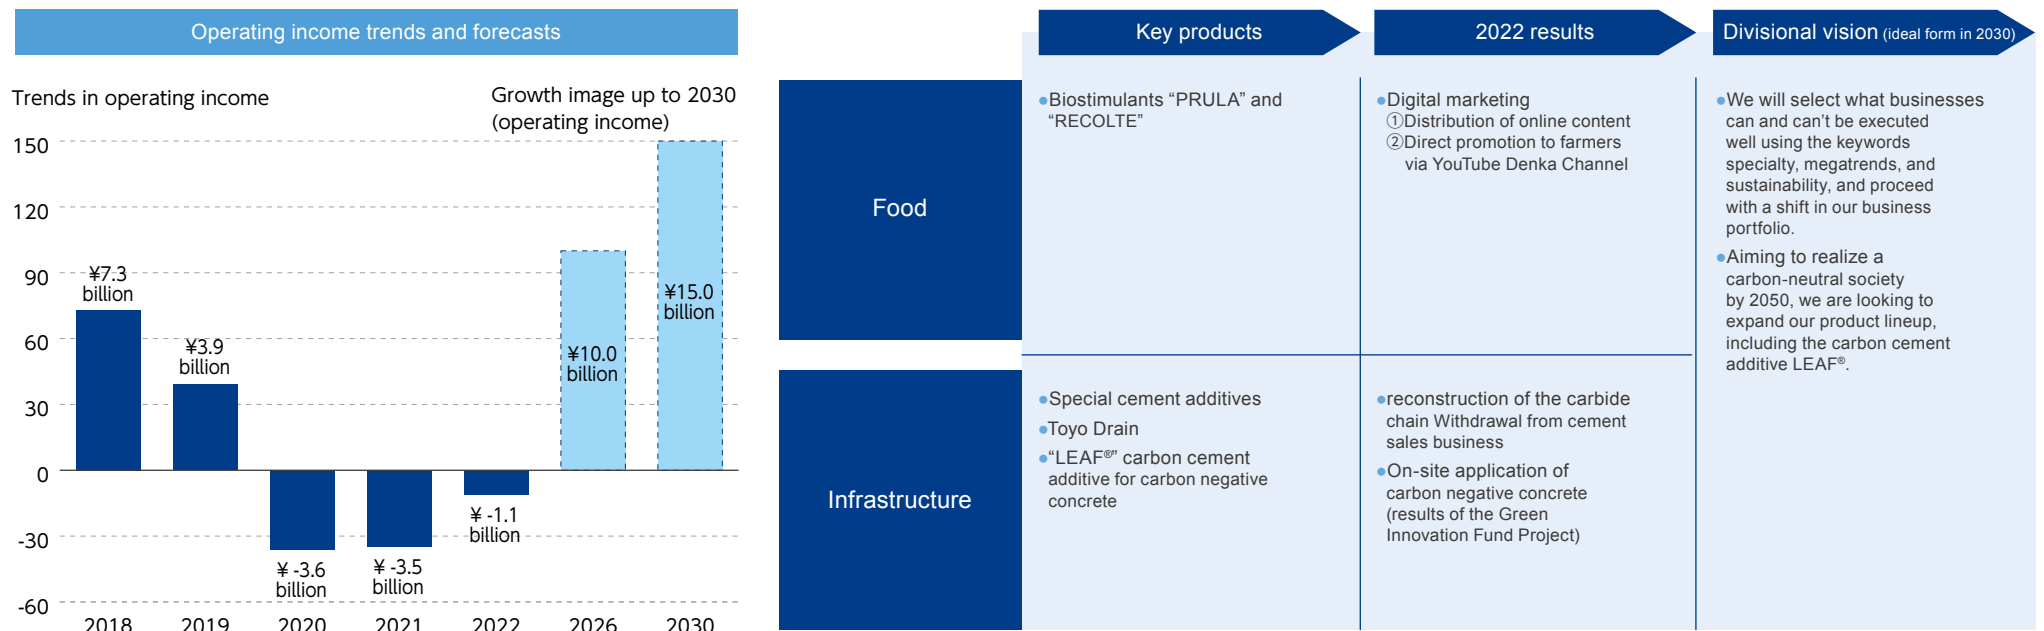 Operating income trends and forecasts
Trends in operating income
Growth image up to 2030
(operating income)
150
120
90
60
30
0
-30
-60
¥7.3
billion
¥3.9
billion
¥ -3.6
billion
¥ -3.5
billion
¥ -1.1
billion
¥10.0
billion
¥15.0
billion
2018
2019
2020
2021
2022
2026
2030
Key products
2022 results
Divisional vision (ideal form in 2030)
Food
●Biostimulants “PRULA” and
“RECOLTE”
●Digital marketing
①Distribution of online content
②Direct promotion to farmers
via YouTube Denka Channel
●We will select what businesses
can and can’t be executed
well using the keywords
specialty, megatrends, and
sustainability, and proceed
with a shift in our business
portfolio.
●Aiming to realize a
carbon-neutral society
by 2050, we are looking to
expand our product lineup,
including the carbon cement
additive LEAF®.
Infrastructure
●Special cement additives
●Toyo Drain
●“LEAF®” carbon cement
additive for carbon negative
concrete
●reconstruction of the carbide
chain Withdrawal from cement
sales business
●On-site application of
carbon negative concrete
(results of the Green
Innovation Fund Project)